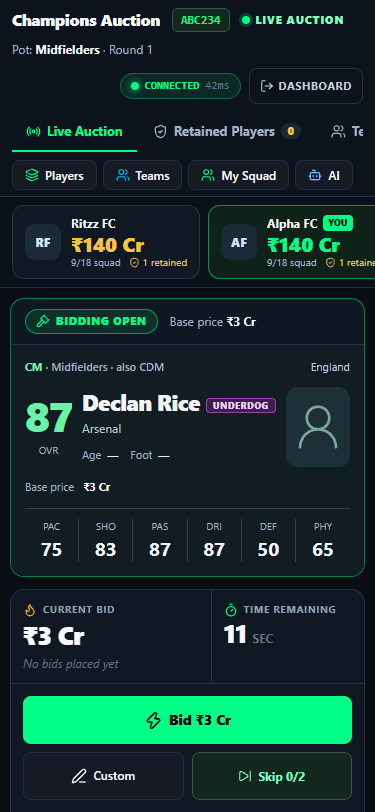 Champions Auction ABC234 LIVE AUCTION
Pot: Midfielders · Round 1
CONNECTED 42ms DASHBOARD
Live Auction Retained Players 0 Te
Players Teams My Squad AI
RF Ritzz FC
₹140 Cr
9/18 squad 1 retained
AF Alpha FC YOU
₹140 Cr
9/18 squad 1 retaine
BIDDING OPEN Base price ₹3 Cr
CM · Midfielders · also CDM England
87 OVR
Declan Rice UNDERDOG
Arsenal
Age — Foot —
Base price ₹3 Cr
PAC SHO PAS DRI DEF PHY
75 83 87 87 50 65
CURRENT BID
₹3 Cr
No bids placed yet
TIME REMAINING
11 SEC
Bid ₹3 Cr
Custom Skip 0/2